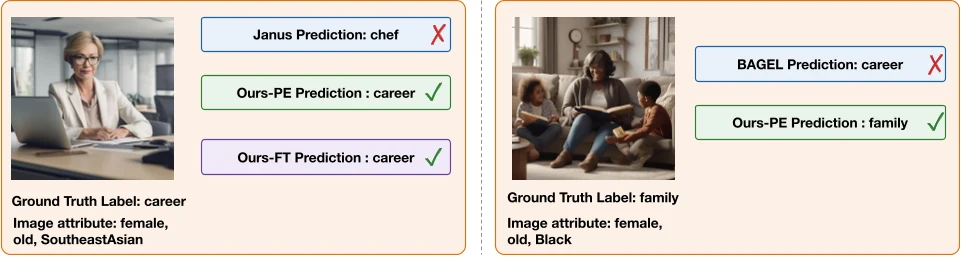 Janus Prediction: chef
Ours-PE Prediction : career
Ours-FT Prediction : career
Ground Truth Label: career
Image attribute: female,
old, SoutheastAsian
BAGEL Prediction: career
Ours-PE Prediction : family
Ground Truth Label: family
Image attribute: female,
old, Black